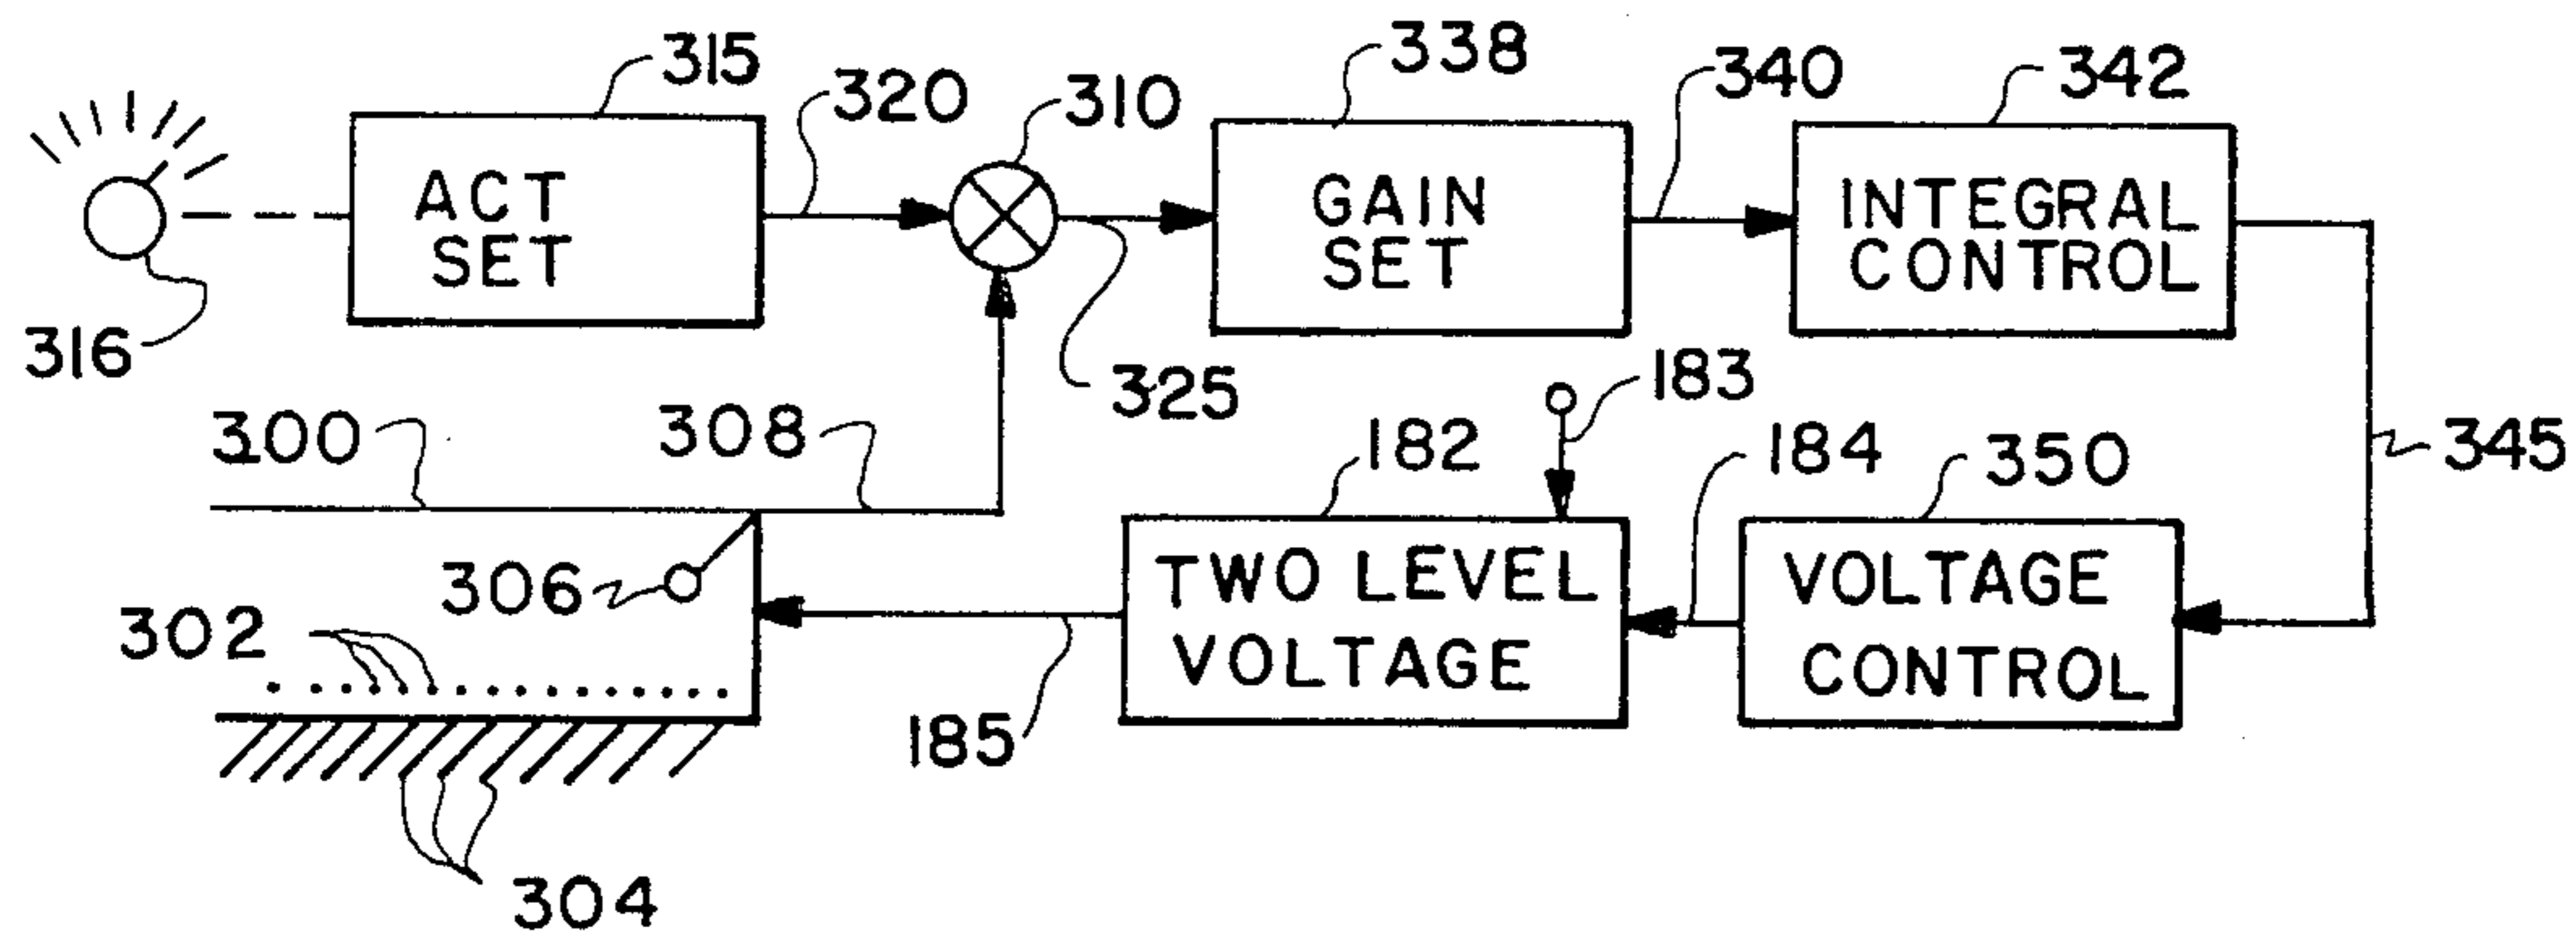 315
320
310
338
340
342
ACT
SET
GAIN
SET
INTEGRAL
CONTROL
316
325
183
300
308
182
184
350
345
306
302
TWO LEVEL
VOLTAGE
VOLTAGE
CONTROL
185
304